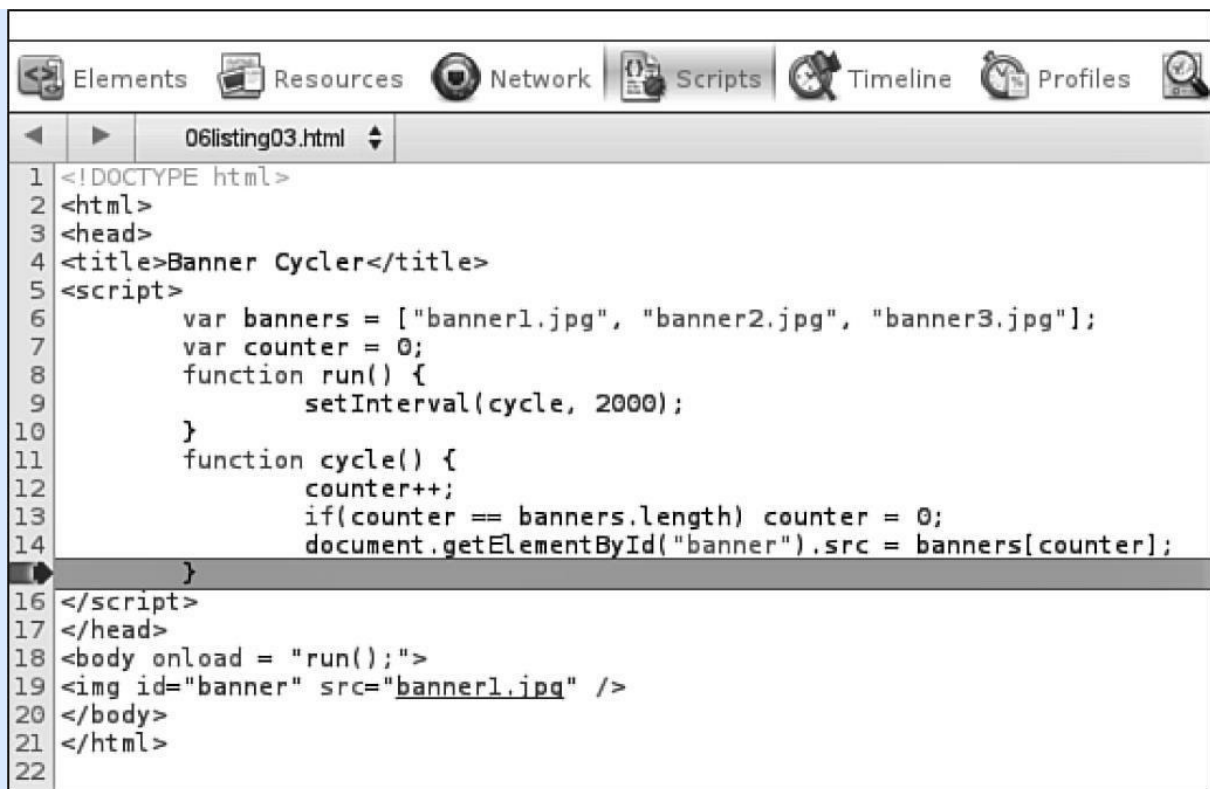 Elements Resources Network Scripts Timeline Profiles
06listing03.html
1 <!DOCTYPE html>
2 <html>
3 <head>
4 <title>Banner Cycler</title>
5 <script>
6 var banners = ["banner1.jpg", "banner2.jpg", "banner3.jpg"];
7 var counter = 0;
8 function run() {
9 setInterval(cycle, 2000);
10 }
11 function cycle() {
12 counter++;
13 if(counter == banners.length) counter = 0;
14 document.getElementById("banner").src = banners[counter];
}
16 </script>
17 </head>
18 <body onload = "run();">
19 <img id="banner" src="banner1.jpg" />
20 </body>
21 </html>
22